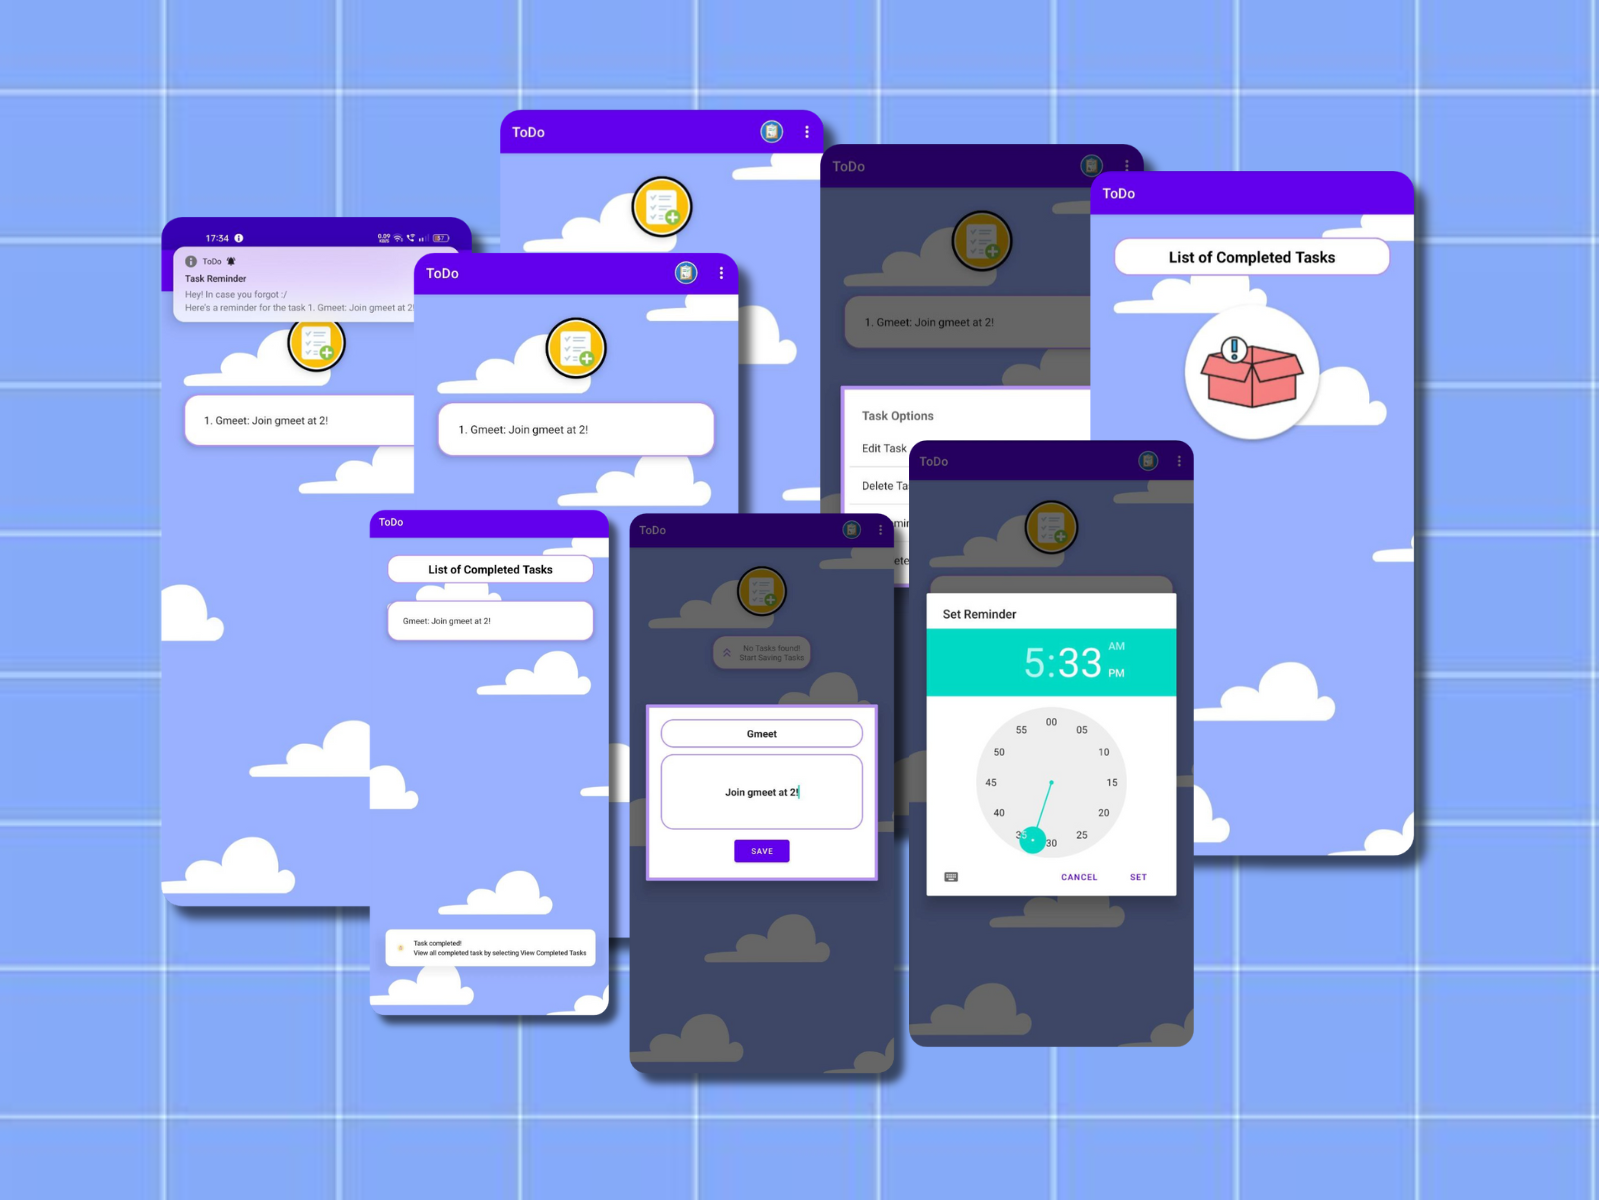 ToDo
ToDo
17:34
0.09
KB/S
ToDo
Task Reminder
Hey! In case you forgot :/
Here's a reminder for the task 1. Gmeet: Join gmeet at 2!
1. Gmeet: Join gmeet at 2!
ToDo
1. Gmeet: Join gmeet at 2!
1. Gmeet: Join gmeet at 2!
Task Options
Edit Task
Delete Ta
ToDo
List of Completed Tasks
ToDo
List of Completed Tasks
Gmeet: Join gmeet at 2!
Task completed!
View all completed task by selecting View Completed Tasks
ToDo
No Tasks found!
Start Saving Tasks
Gmeet
Join gmeet at 2!
SAVE
ToDo
Set Reminder
5:33
AM
PM
00
05
10
15
20
25
30
35
40
45
50
55
CANCEL
SET